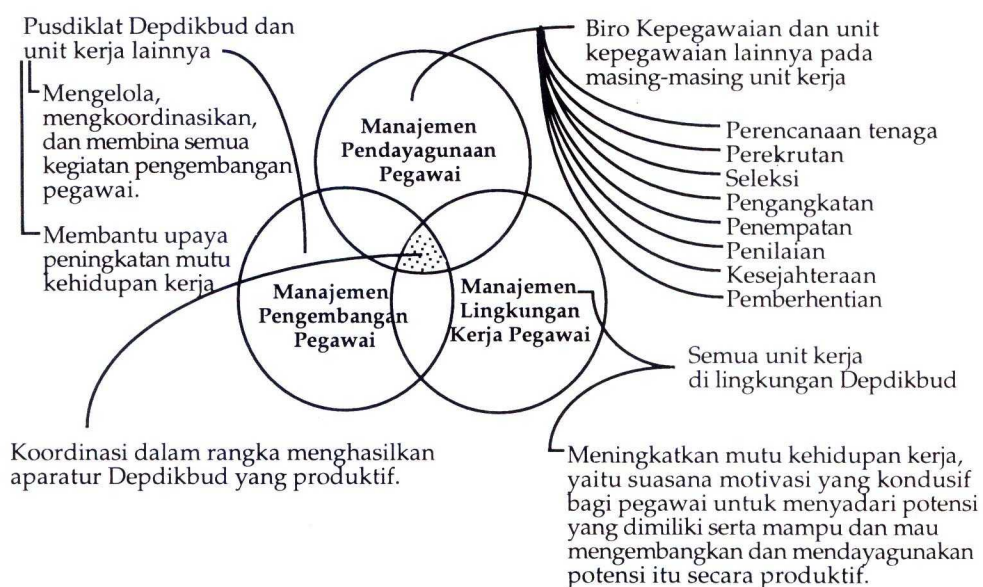 Pusdiklat Depdikbud dan
unit kerja lainnya
Mengelola,
mengkoordinasikan,
dan membina semua
kegiatan pengembangan
pegawai.
Membantu upaya
peningkatan mutu
kehidupan kerja
Manajemen
Pendayagunaan
Pegawai
Manajemen
Pengembangan
Pegawai
Manajemen
Lingkungan
Kerja Pegawai
Biro Kepegawaian dan unit
kepegawaian lainnya pada
masing-masing unit kerja
Perencanaan tenaga
Perekrutan
Seleksi
Pengangkatan
Penempatan
Penilaian
Kesejahteraan
Pemberhentian
Semua unit kerja
di lingkungan Depdikbud
Koordinasi dalam rangka menghasilkan
aparatur Depdikbud yang produktif.
Meningkatkan mutu kehidupan kerja,
yaitu suasana motivasi yang kondusif
bagi pegawai untuk menyadari potensi
yang dimiliki serta mampu dan mau
mengembangkan dan mendayagunakan
potensi itu secara produktif.